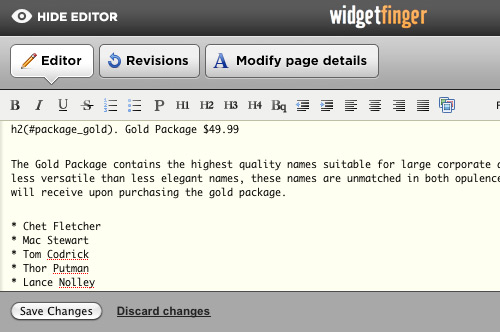 HIDE EDITOR
widgetfinger
Editor
Revisions
A Modify page details
B I U S P H1 H2 H3 H4 Bq
h2(#package_gold). Gold Package $49.99
The Gold Package contains the highest quality names suitable for large corporate
less versatile than less elegant names, these names are unmatched in both opulence
will receive upon purchasing the gold package.
* Chet Fletcher
* Mac Stewart
* Tom Codrick
* Thor Putman
* Lance Nolley
Save Changes
Discard changes